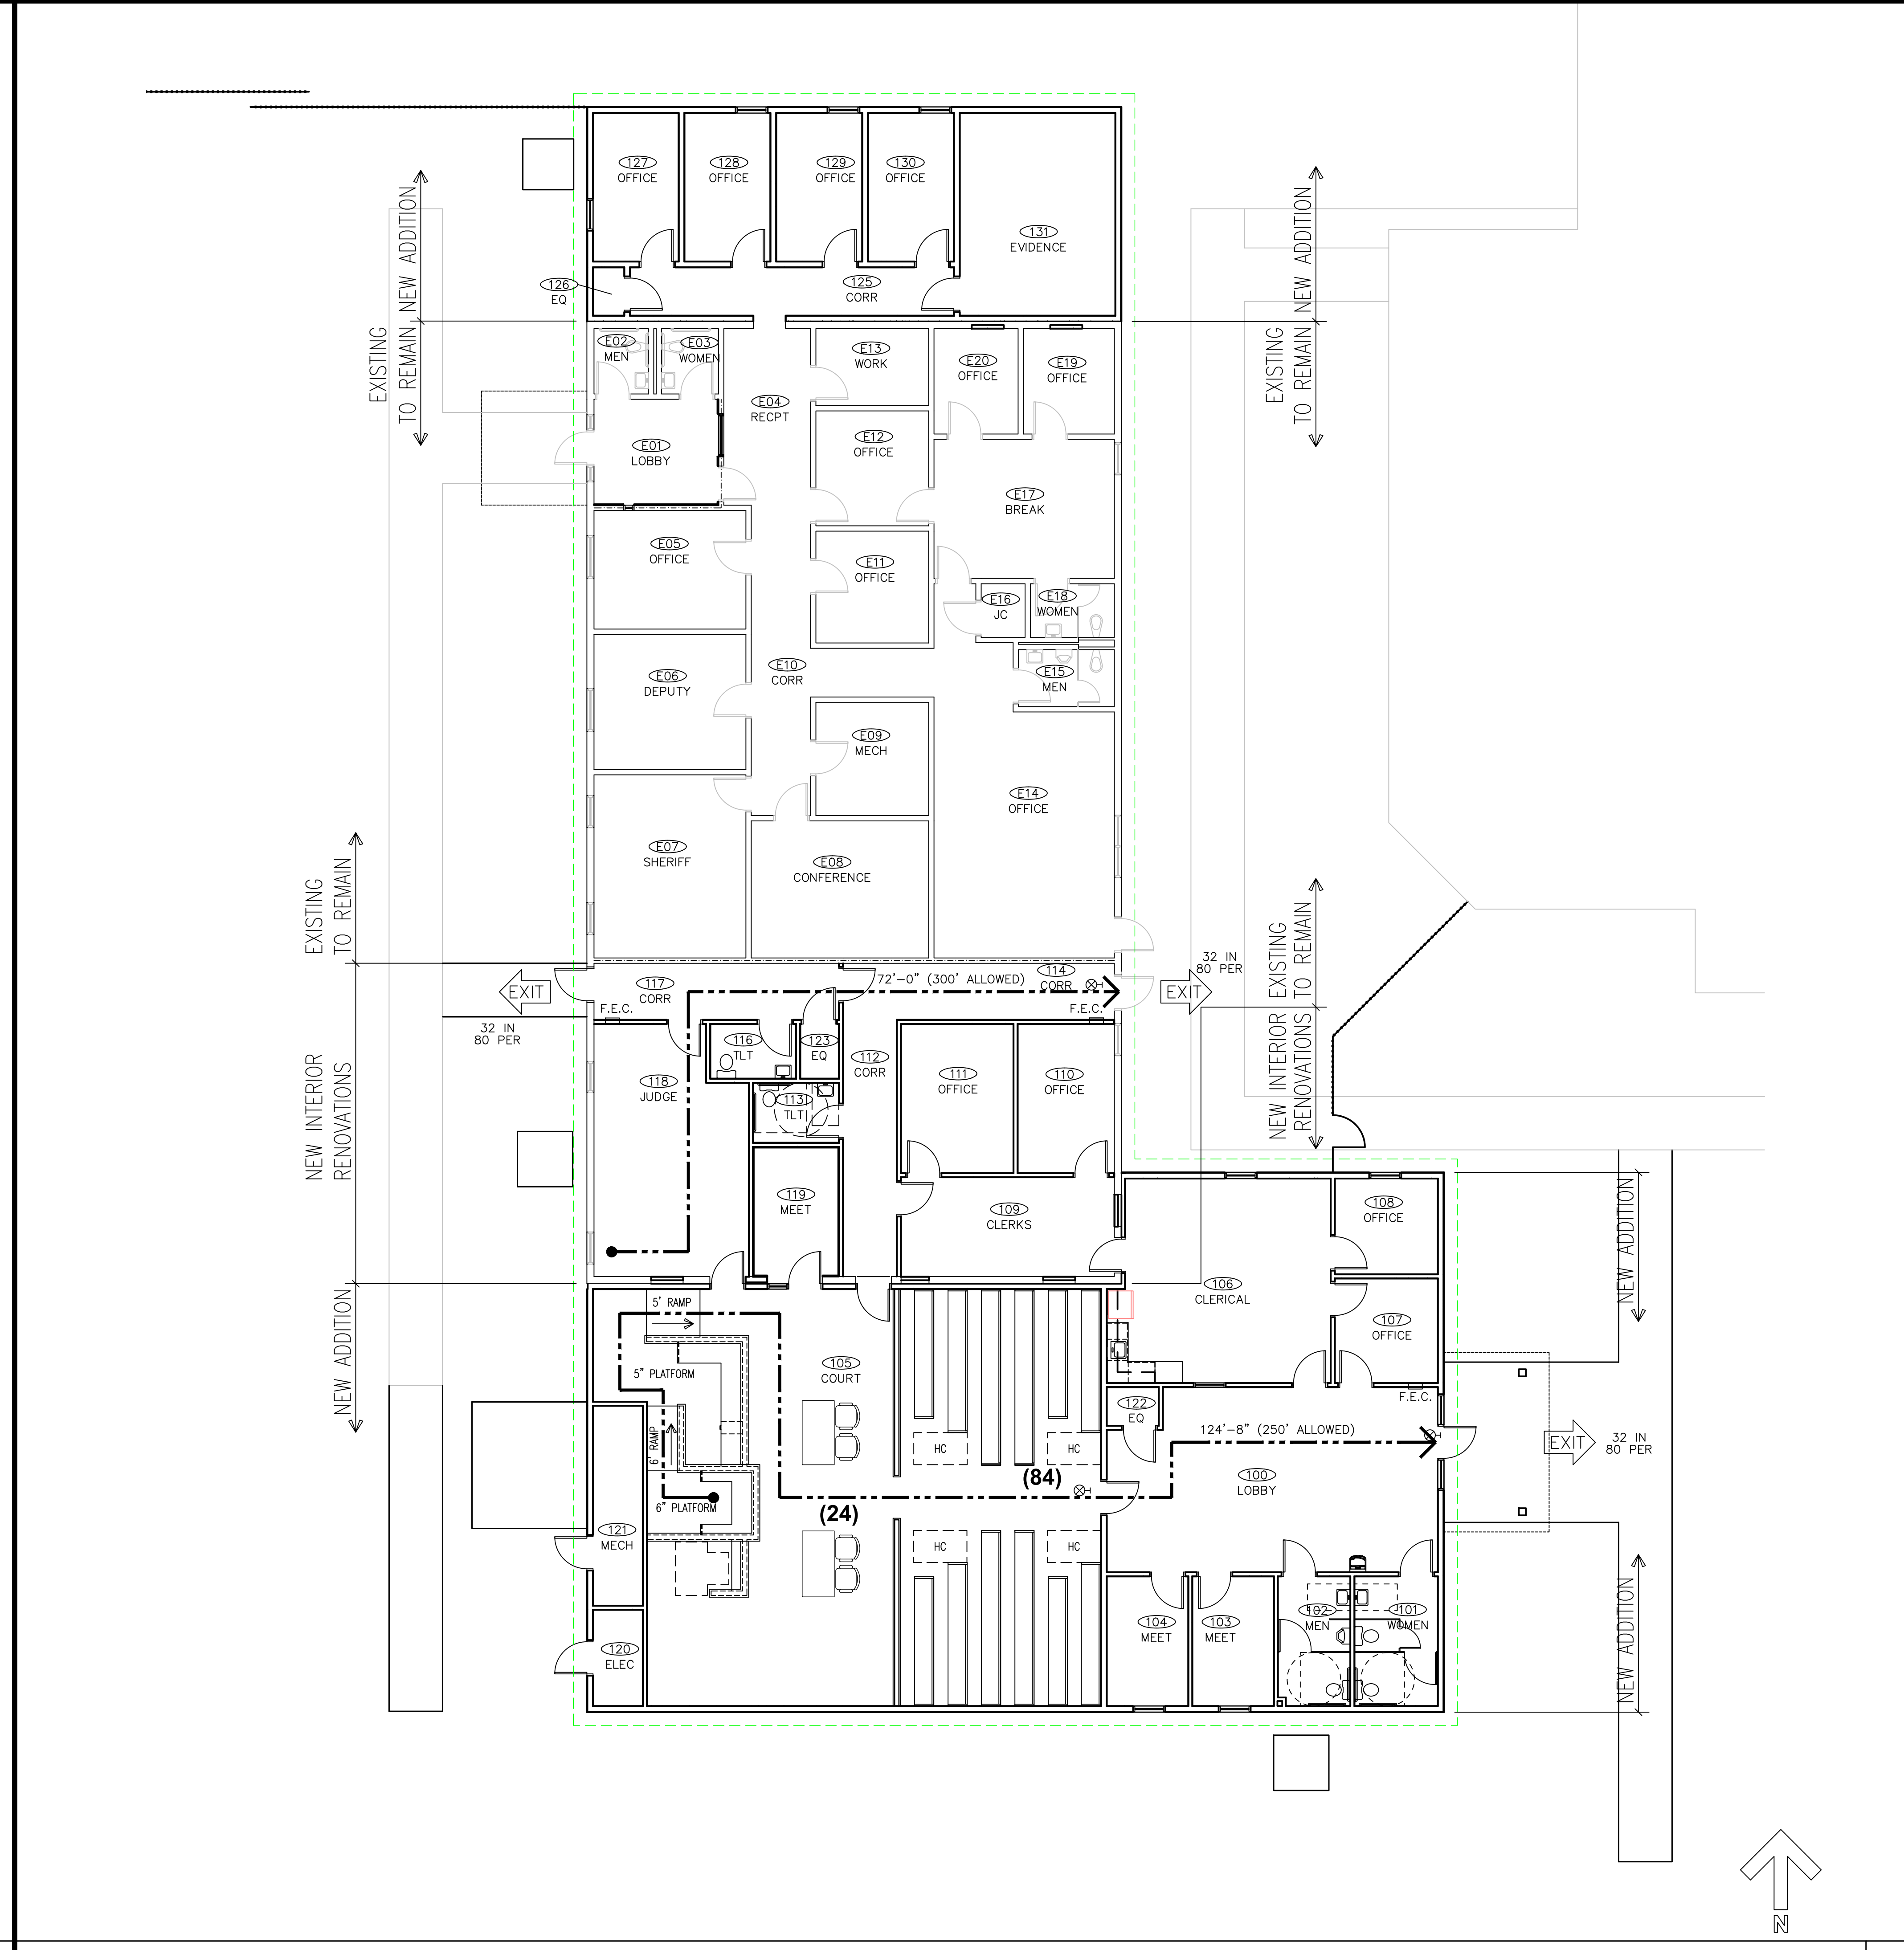 127
OFFICE
128
OFFICE
129
OFFICE
130
OFFICE
131
EVIDENCE
126
EQ
125
CORR
NEW ADDITION
EXISTING
TO REMAIN
NEW ADDITION
EXISTING
TO REMAIN
E02
MEN
E03
WOMEN
E13
WORK
E20
OFFICE
E19
OFFICE
E04
RECPT
E01
LOBBY
E12
OFFICE
E17
BREAK
E05
OFFICE
E11
OFFICE
E16
JC
E18
WOMEN
E06
DEPUTY
E10
CORR
E15
MEN
E09
MECH
E14
OFFICE
E07
SHERIFF
E08
CONFERENCE
EXISTING
TO REMAIN
NEW INTERIOR
RENOVATIONS
NEW ADDITION
EXISTING
TO REMAIN
NEW INTERIOR
RENOVATIONS
EXIT
32 IN
80 PER
117
CORR
F.E.C.
72'-0" (300' ALLOWED)
114
CORR
F.E.C.
EXIT
32 IN
80 PER
116
TLT
123
EQ
112
CORR
118
JUDGE
113
TLT
111
OFFICE
110
OFFICE
119
MEET
109
CLERKS
108
OFFICE
106
CLERICAL
107
OFFICE
NEW ADDITION
5' RAMP
5" PLATFORM
105
COURT
6' RAMP
6" PLATFORM
HC
HC
(84)
(24)
HC
HC
122
EQ
F.E.C.
124'-8" (250' ALLOWED)
100
LOBBY
EXIT
32 IN
80 PER
121
MECH
120
ELEC
104
MEET
103
MEET
102
MEN
101
WOMEN
NEW ADDITION
N